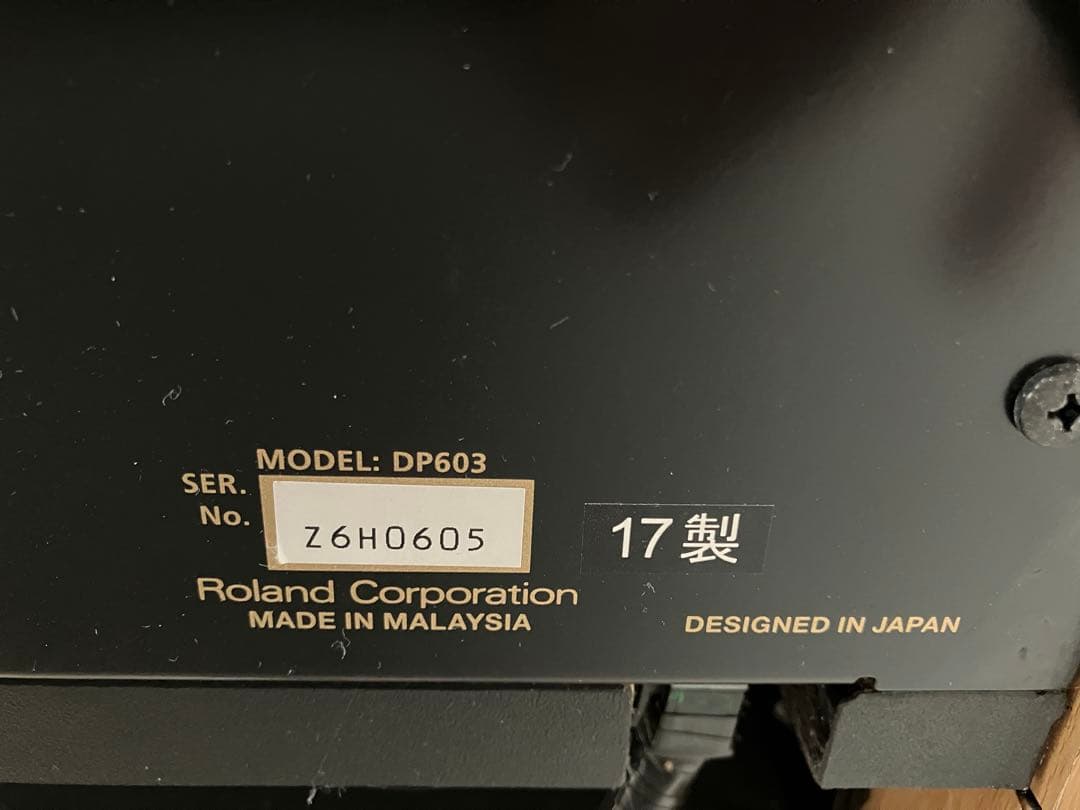 MODEL: DP603
SER.
No.
Z6H0605
17製
Roland Corporation
MADE IN MALAYSIA
DESIGNED IN JAPAN